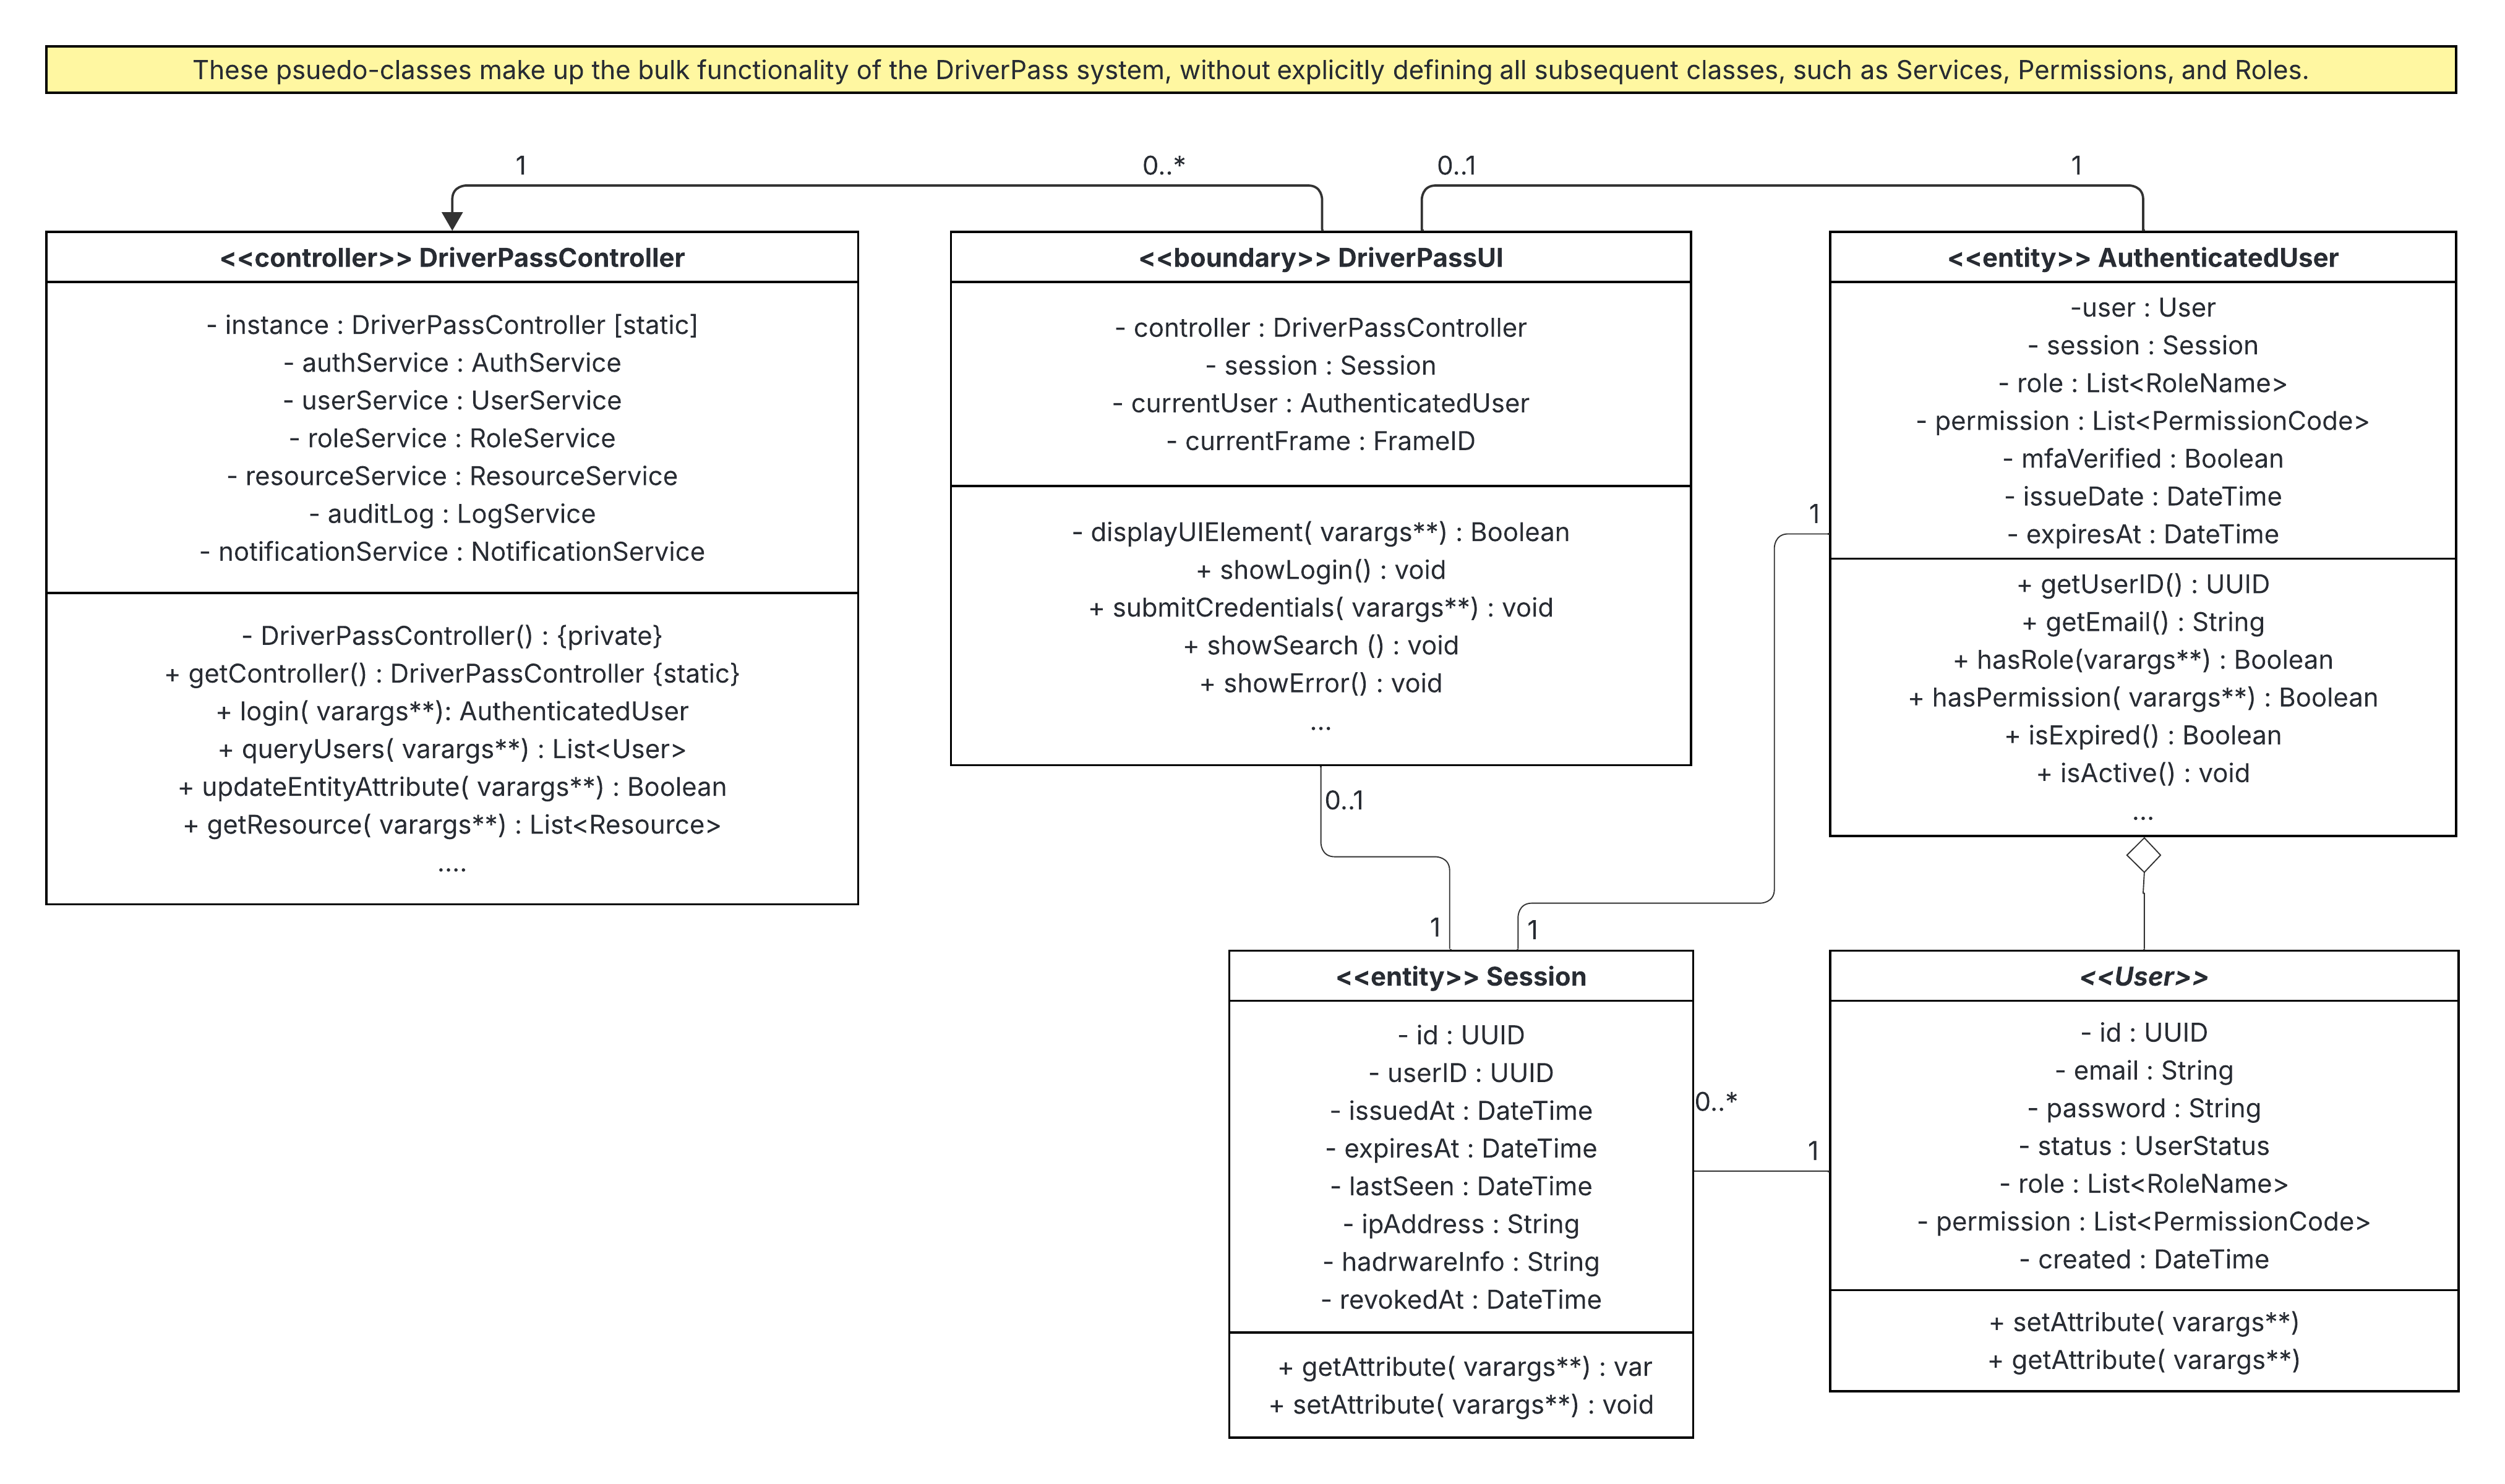 These psuedo-classes make up the bulk functionality of the DriverPass system, without explicitly defining all subsequent classes, such as Services, Permissions, and Roles.
1
0..*
0..1
1
<<controller>> DriverPassController
- instance : DriverPassController [static]
- authService : AuthService
- userService : UserService
- roleService : RoleService
- resourceService : ResourceService
- auditLog : LogService
- notificationService : NotificationService
- DriverPassController() : {private}
+ getController() : DriverPassController {static}
+ login( varargs**): AuthenticatedUser
+ queryUsers( varargs**) : List<User>
+ updateEntityAttribute( varargs**) : Boolean
+ getResource( varargs**) : List<Resource>
....
<<boundary>> DriverPassUI
- controller : DriverPassController
- session : Session
- currentUser : AuthenticatedUser
- currentFrame : FrameID
- displayUIElement( varargs**) : Boolean
+ showLogin() : void
+ submitCredentials( varargs**) : void
+ showSearch () : void
+ showError() : void
...
<<entity>> AuthenticatedUser
-user : User
- session : Session
- role : List<RoleName>
- permission : List<PermissionCode>
- mfaVerified : Boolean
- issueDate : DateTime
- expiresAt : DateTime
+ getUserID() : UUID
+ getEmail() : String
+ hasRole(varargs**) : Boolean
+ hasPermission( varargs**) : Boolean
+ isExpired() : Boolean
+ isActive() : void
...
1
0..1
1
1
<<entity>> Session
- id : UUID
- userID : UUID
- issuedAt : DateTime
- expiresAt : DateTime
- lastSeen : DateTime
- ipAddress : String
- hadrwareInfo : String
- revokedAt : DateTime
+ getAttribute( varargs**) : var
+ setAttribute( varargs**) : void
0..*
1
<<User>>
- id : UUID
- email : String
- password : String
- status : UserStatus
- role : List<RoleName>
- permission : List<PermissionCode>
- created : DateTime
+ setAttribute( varargs**)
+ getAttribute( varargs**)